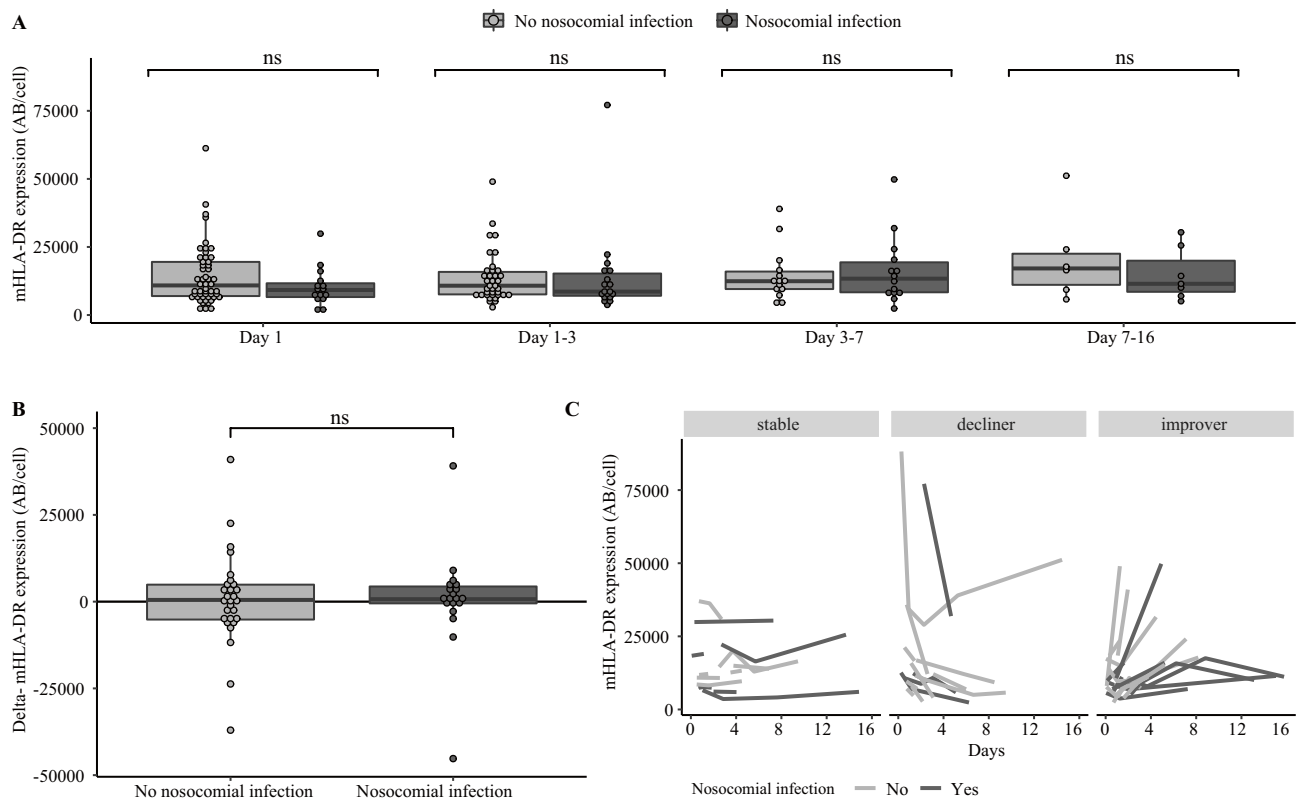 A
No nosocomial infection
Nosocomial infection
mHLA-DR expression (AB/cell)
75000
50000
25000
0
ns
ns
ns
ns
Day 1
Day 1-3
Day 3-7
Day 7-16
B
Delta- mHLA-DR expression (AB/cell)
50000
25000
0
-25000
-50000
ns
No nosocomial infection
Nosocomial infection
C
stable
decliner
improver
mHLA-DR expression (AB/cell)
75000
50000
25000
0
0 4 8 12 16
0 4 8 12 16
0 4 8 12 16
Days
Nosocomial infection
No
Yes